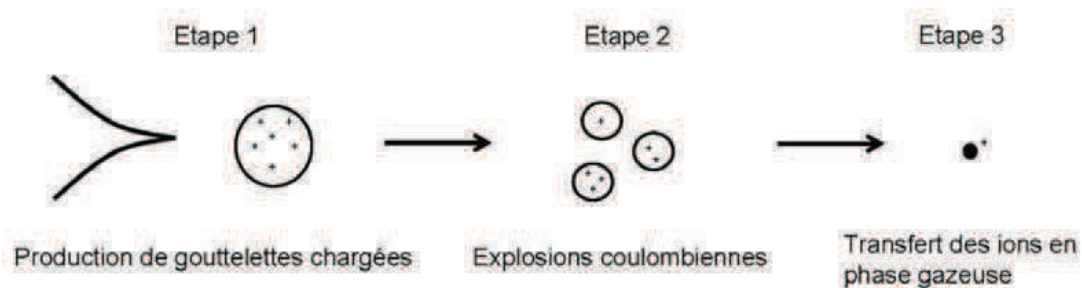 Etape 1
Etape 2
Etape 3
Production de gouttelettes chargées
Explosions coulombiennes
Transfert des ions en
phase gazeuse